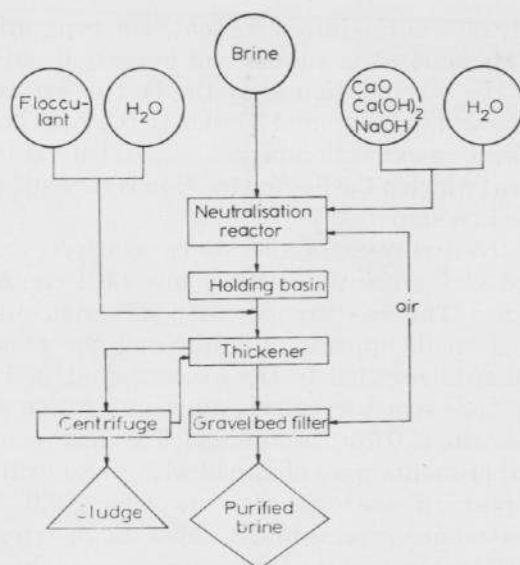 Brine
Floccu-
lant
H₂O
CaO
Ca(OH)₂
NaOH
H₂O
Neutralisation
reactor
Holding basin
air
Thickener
Centrifuge
Gravel bed filter
Sludge
Purified
brine